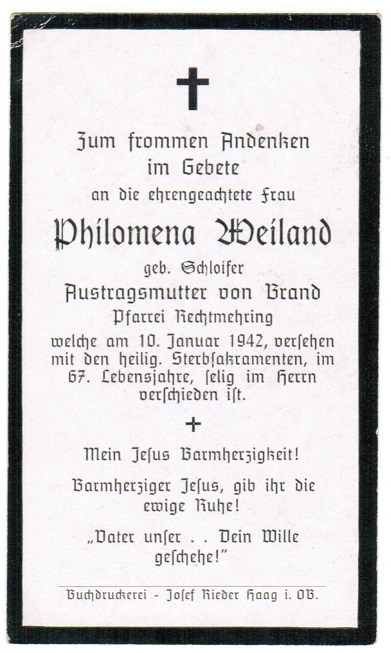 Zum frommen Andenken
im Gebete
an die ehrengeachtete Frau
Philomena Weiland
geb. Schloifer
Austragsmutter von Brand
Pfarrei Rechtmehring
welche am 10. Januar 1942, versehen
mit den heilig. Sterbsakramenten, im
67. Lebensjahre, selig im Herrn
verschieden ist.
Mein Jesus Barmherzigkeit!
Barmherziger Jesus, gib ihr die
ewige Ruhe!
„Vater unser . . Dein Wille
geschehe!"
Buchdruckerei - Josef Rieder Haag i. OB.